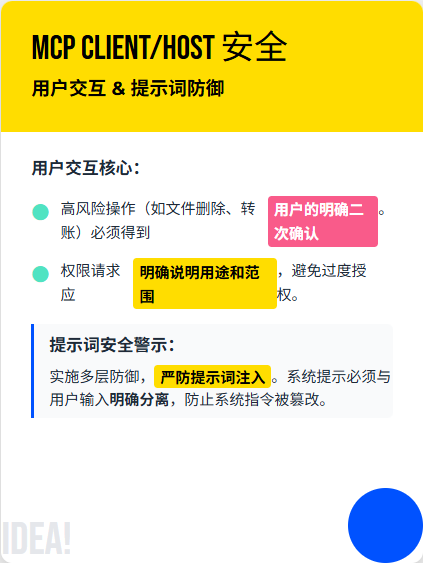 MCP CLIENT/HOST 安全
用户交互 & 提示词防御
用户交互核心：
高风险操作（如文件删除、转账）必须得到 用户的明确二次确认 。
权限请求应 明确说明用途和范围 ，避免过度授权。
提示词安全警示：
实施多层防御， 严防提示词注入 。系统提示必须与
用户输入明确分离，防止系统指令被篡改。
IDEA!